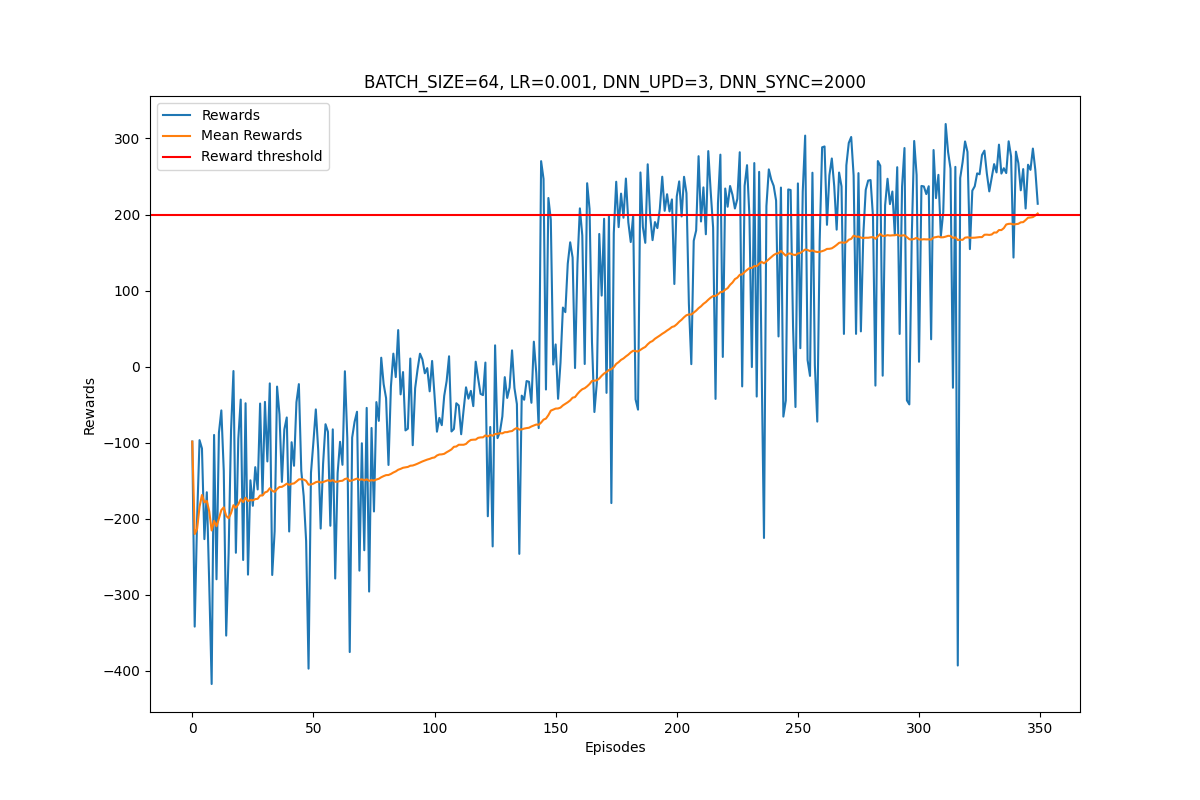 BATCH_SIZE=64, LR=0.001, DNN_UPD=3, DNN_SYNC=2000
Rewards
Mean Rewards
Reward threshold
300
200
100
0
−100
−200
−300
−400
Rewards
0 50 100 150 200 250 300 350
Episodes